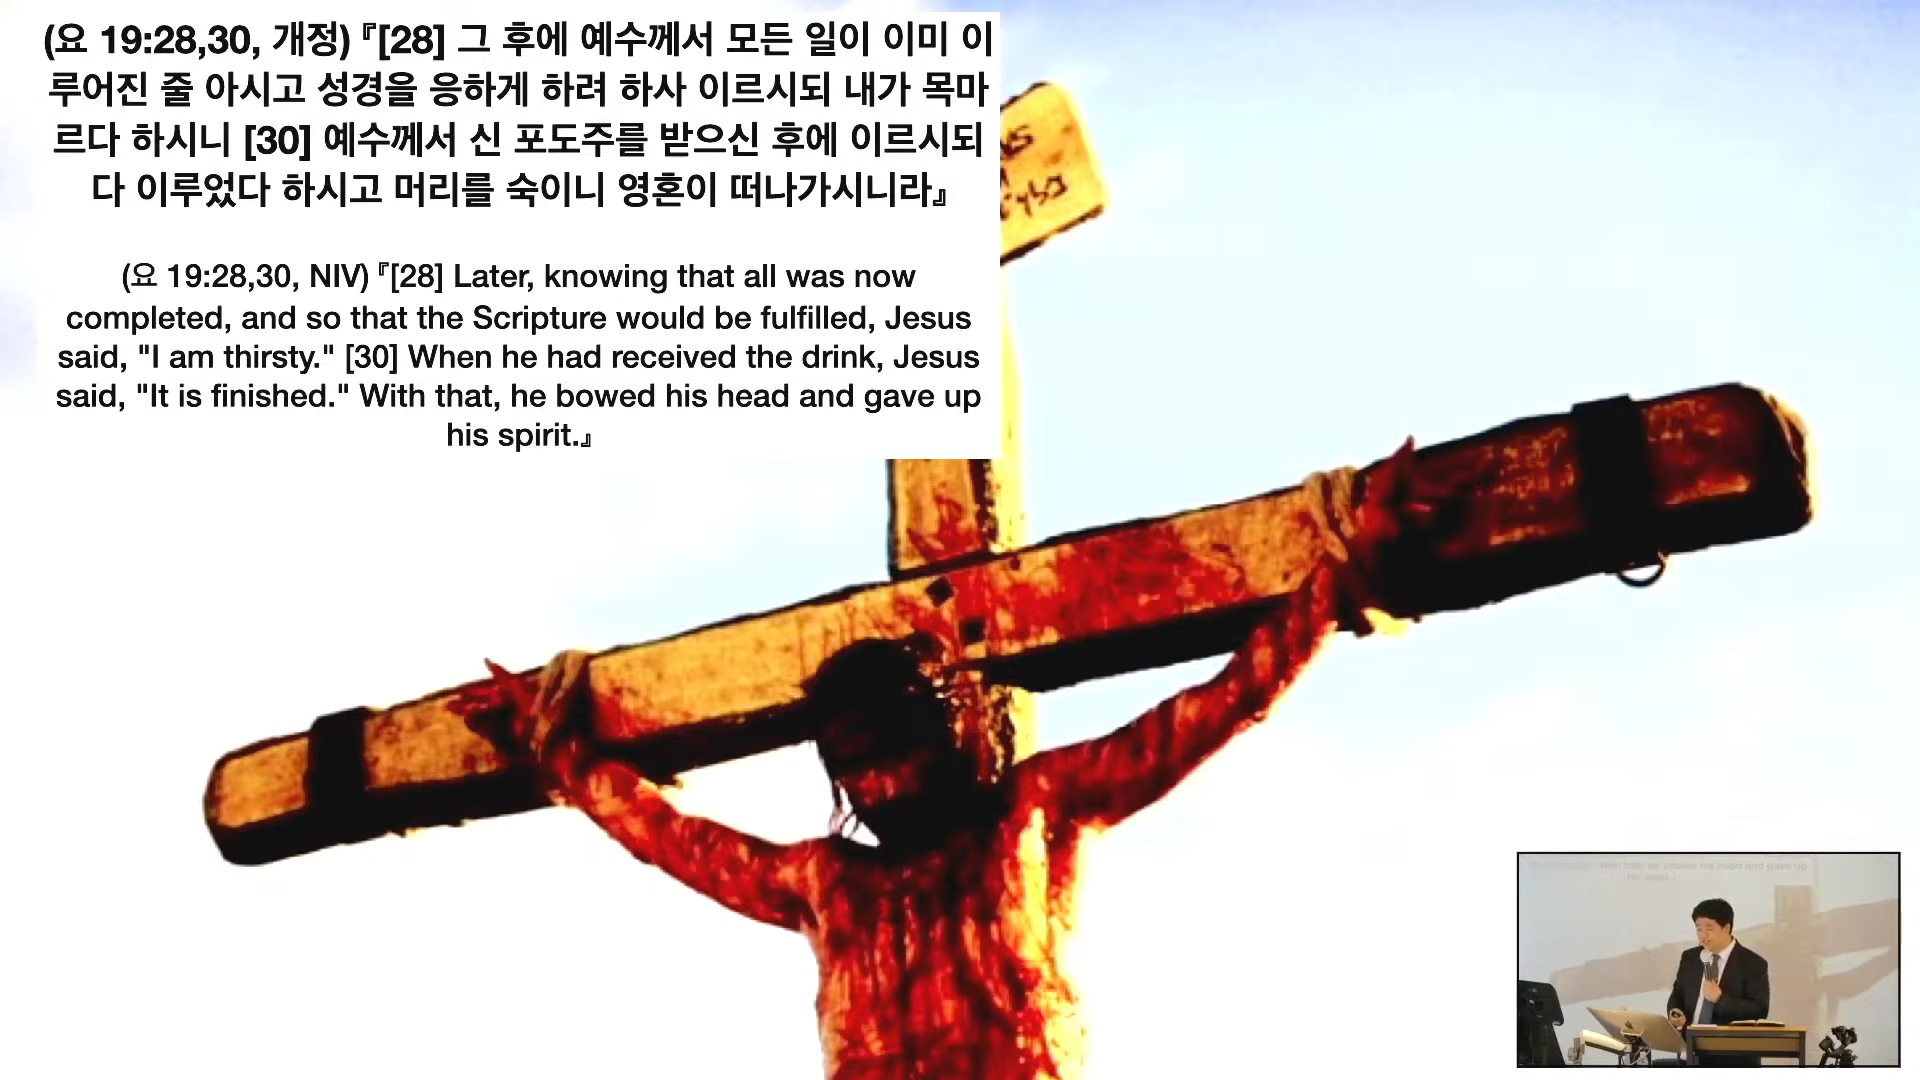 (요 19:28,30, 개정)『[28] 그 후에 예수께서 모든 일이 이미 이
루어진 줄 아시고 성경을 응하게 하려 하사 이르시되 내가 목마
르다 하시니 [30] 예수께서 신 포도주를 받으신 후에 이르시되
다 이루었다 하시고 머리를 숙이니 영혼이 떠나가시니라』
(요 19:28,30, NIV)『[28] Later, knowing that all was now
completed, and so that the Scripture would be fulfilled, Jesus
said, "I am thirsty." [30] When he had received the drink, Jesus
said, "It is finished." With that, he bowed his head and gave up
his spirit.』